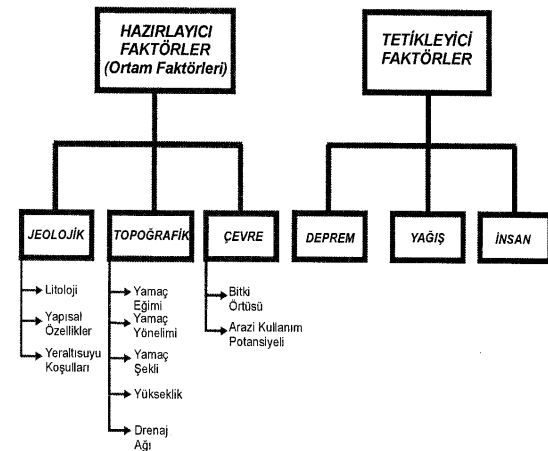 HAZIRLAYICI
FAKTÖRLER
(Ortam Faktörleri)
TETİKLEYİCİ
FAKTÖRLER
JEOLOJİK
TOPOĞRAFİK
ÇEVRE
DEPREM
YAĞIŞ
İNSAN
Litoloji
Yapısal
Özellikler
Yeraltısuyu
Koşulları
Yamaç
Eğimi
Yamaç
Yönelimi
Yamaç
Şekli
Yükseklik
Drenaj
Ağı
Bitki
Örtüsü
Arazi Kullanım
Potansiyeli